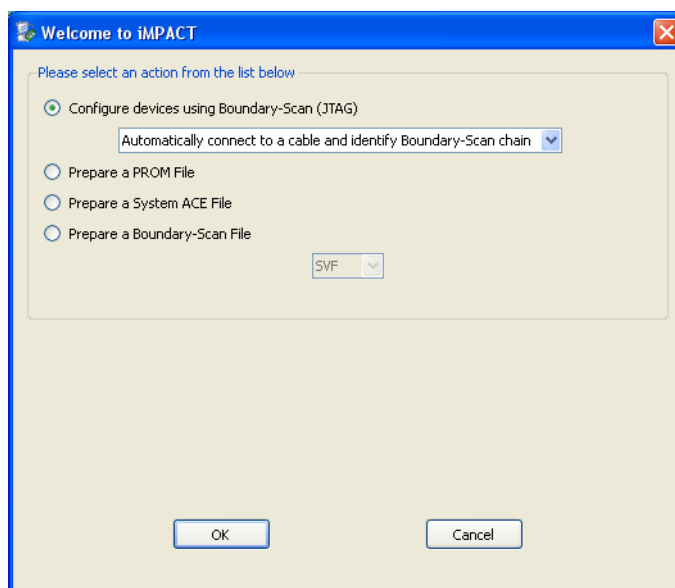 Welcome to iMPACT
Please select an action from the list below
Configure devices using Boundary-Scan (JTAG)
Automatically connect to a cable and identify Boundary-Scan chain
Prepare a PROM File
Prepare a System ACE File
Prepare a Boundary-Scan File
SVF
OK
Cancel